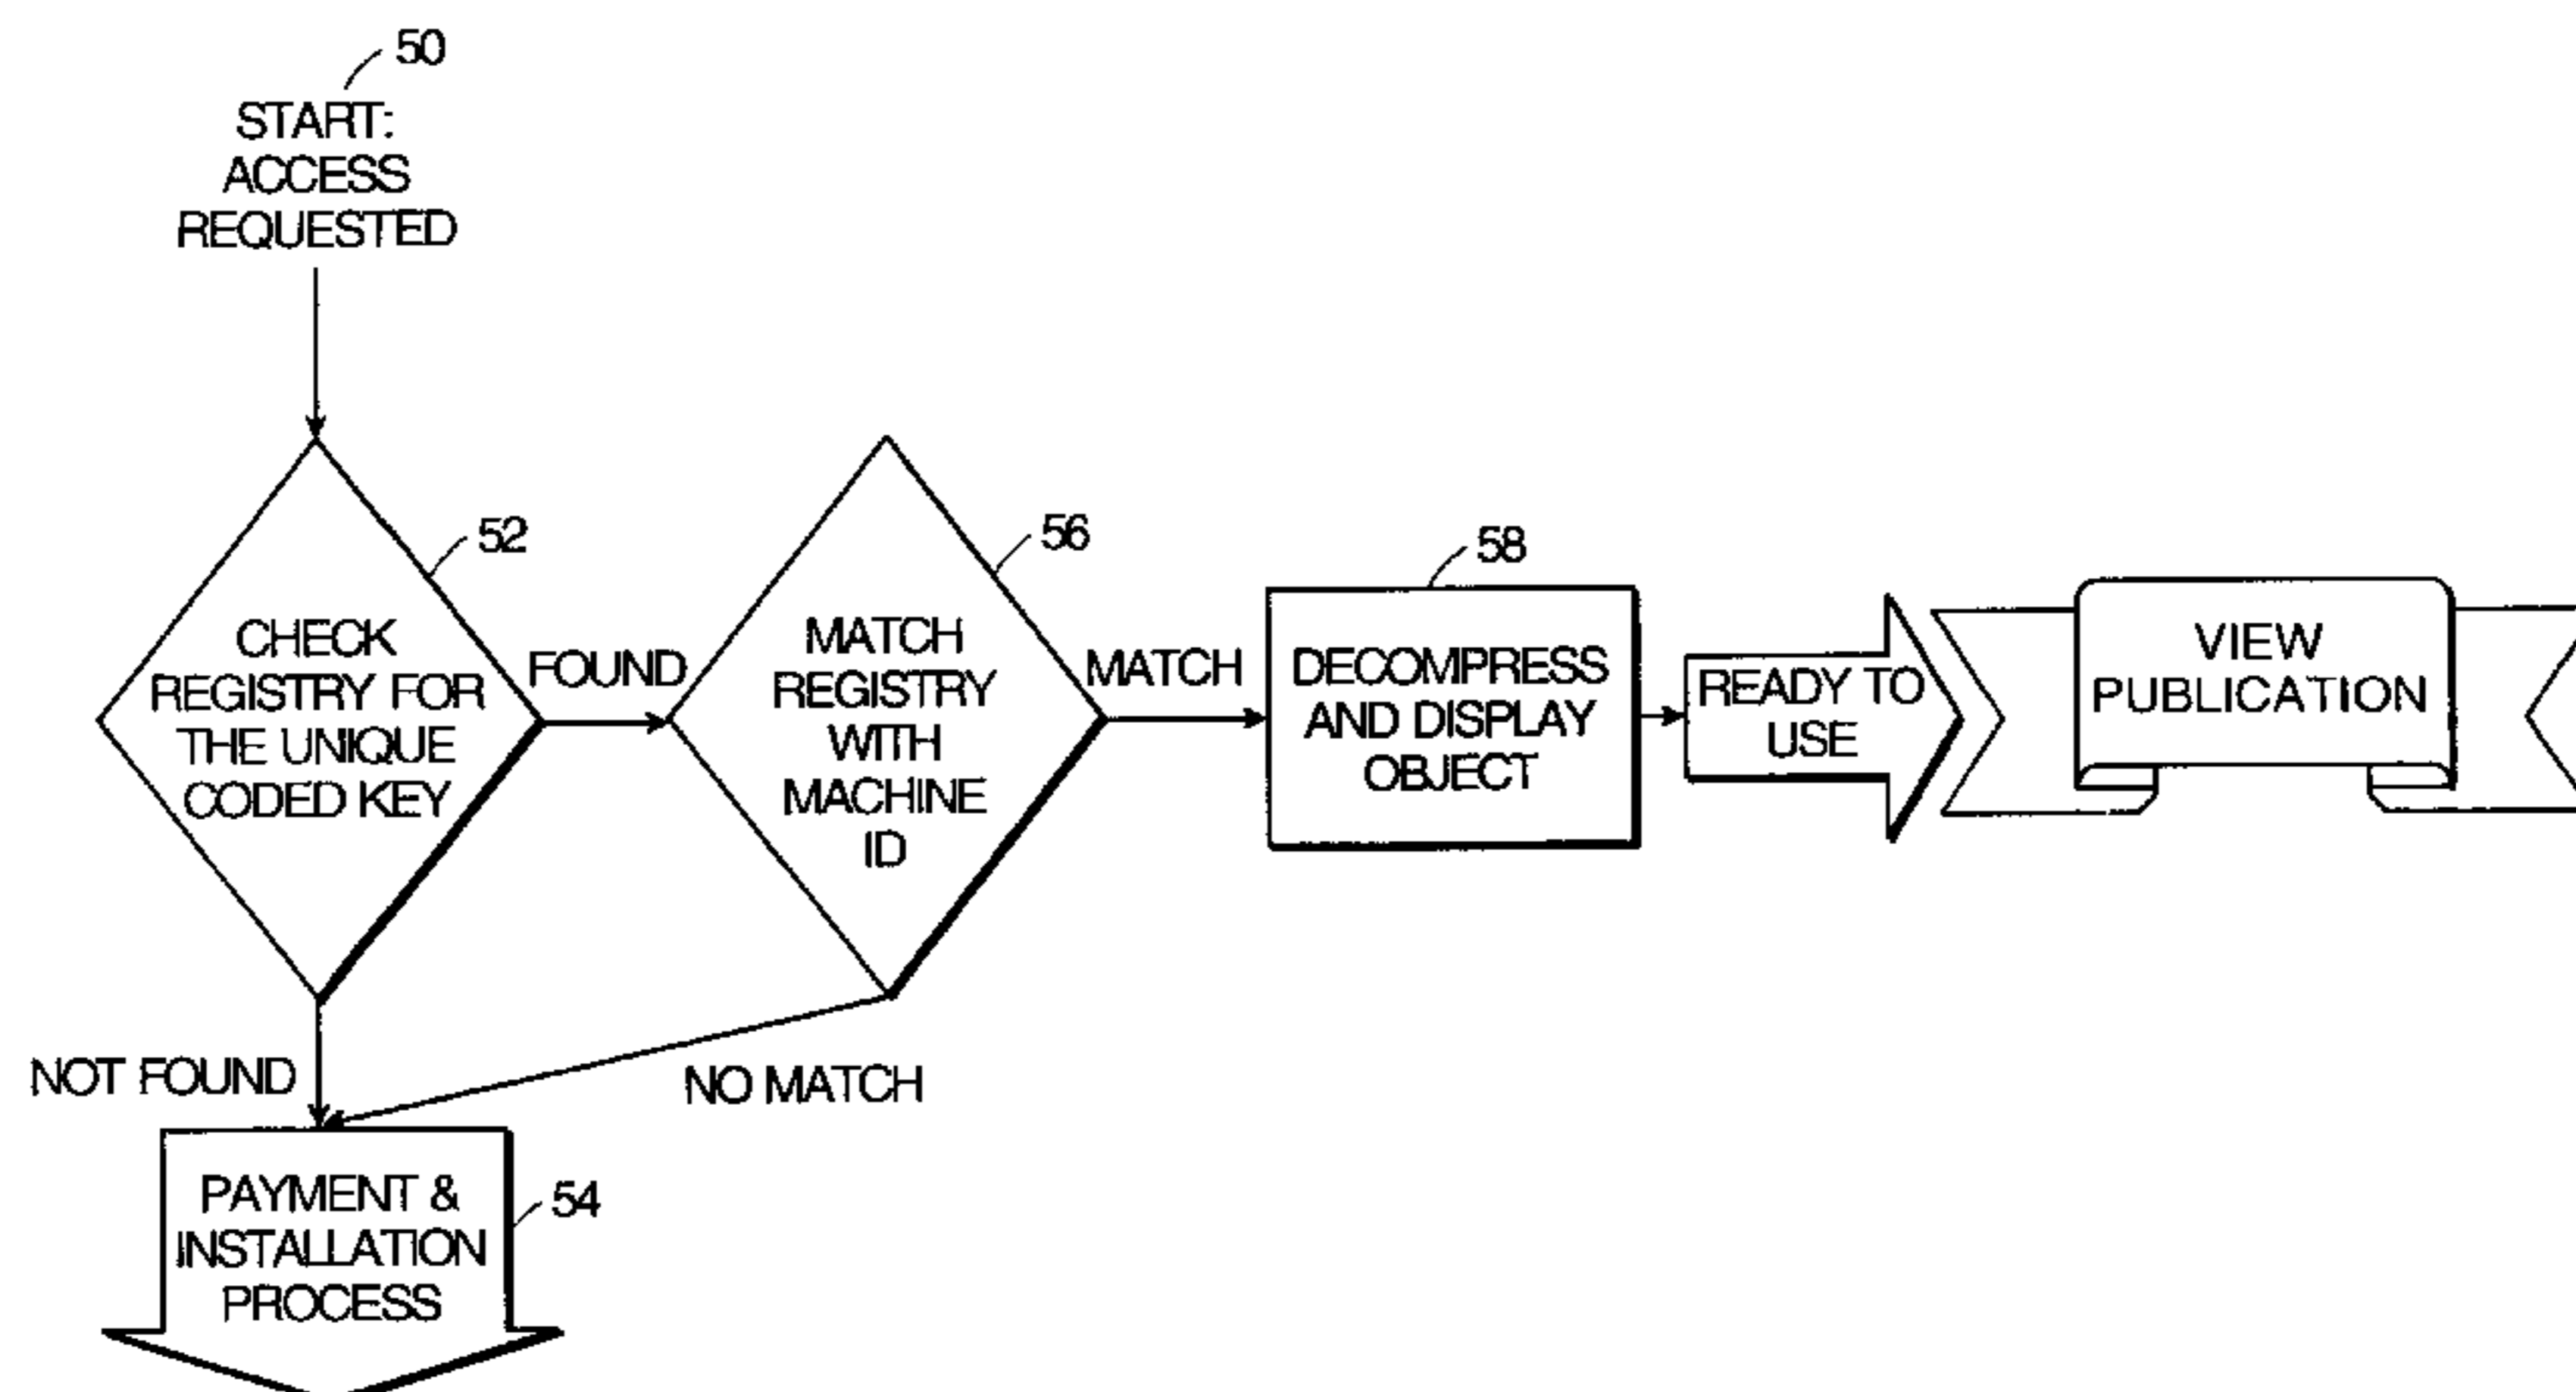 50
START:
ACCESS
REQUESTED
52
CHECK
REGISTRY FOR
THE UNIQUE
CODED KEY
FOUND
56
MATCH
REGISTRY
WITH
MACHINE
ID
MATCH
58
DECOMPRESS
AND DISPLAY
OBJECT
READY TO
USE
VIEW
PUBLICATION
NOT FOUND
NO MATCH
PAYMENT &
INSTALLATION
PROCESS
54